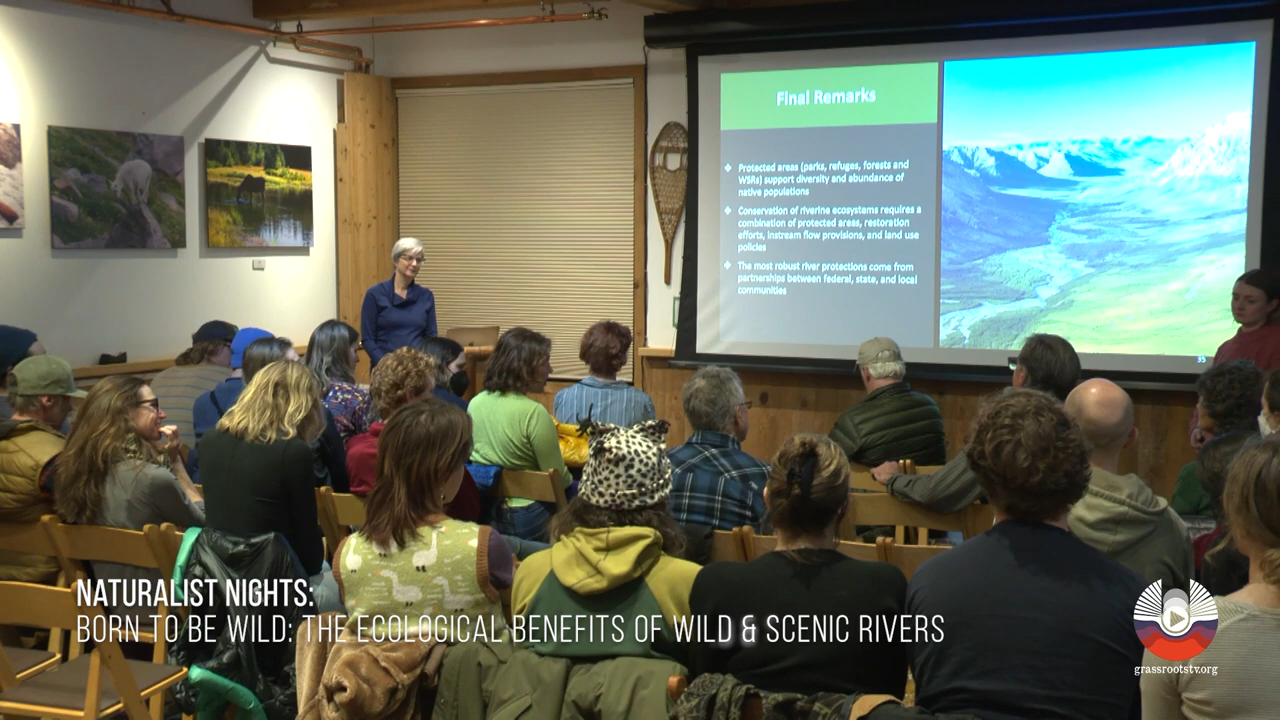 Final Remarks
❖ Protected areas (parks, refuges, forests and
WSRs) support diversity and abundance of
native populations
❖ Conservation of riverine ecosystems requires a
combination of protected areas, restoration
efforts, instream flow provisions, and land use
policies
❖ The most robust river protections come from
partnerships between federal, state, and local
communities
35
NATURALIST NIGHTS:
BORN TO BE WILD: THE ECOLOGICAL BENEFITS OF WILD & SCENIC RIVERS
grassrootstv.org